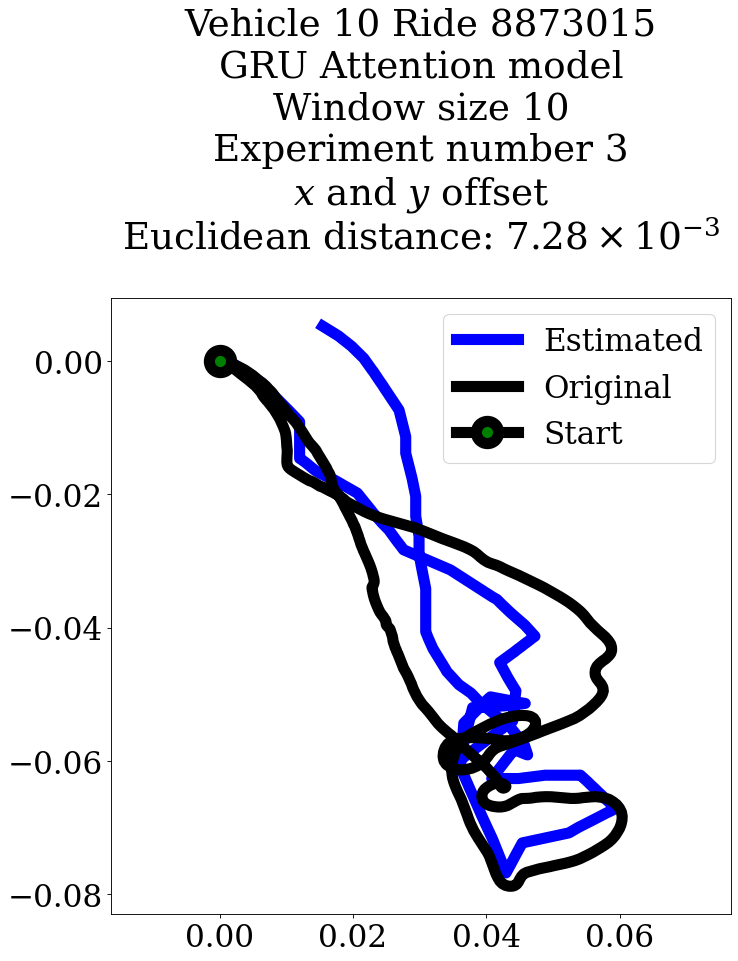 Vehicle 10 Ride 8873015
GRU Attention model
Window size 10
Experiment number 3
x and y offset
Euclidean distance: 7.28 × 10⁻³
Estimated
Original
Start
0.00
−0.02
−0.04
−0.06
−0.08
0.00 0.02 0.04 0.06